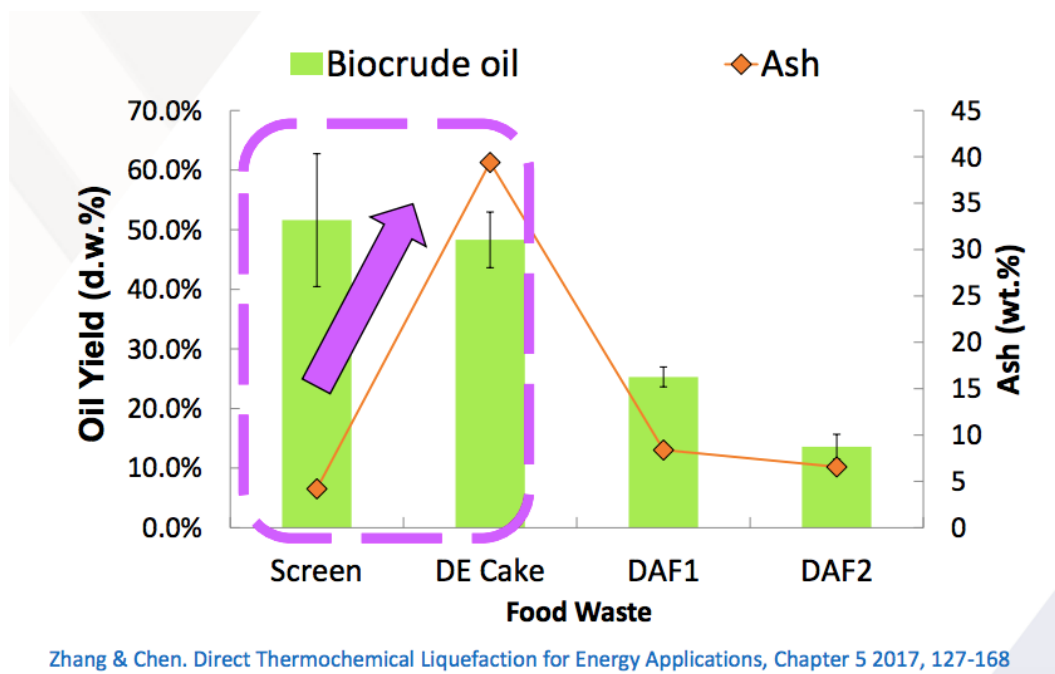 Biocrude oil
Ash
70.0%
60.0%
50.0%
40.0%
30.0%
20.0%
10.0%
0.0%
Oil Yield (d.w.%)
45
40
35
30
25
20
15
10
5
0
Ash (wt.%)
Screen
DE Cake
DAF1
DAF2
Food Waste
Zhang & Chen. Direct Thermochemical Liquefaction for Energy Applications, Chapter 5 2017, 127-168